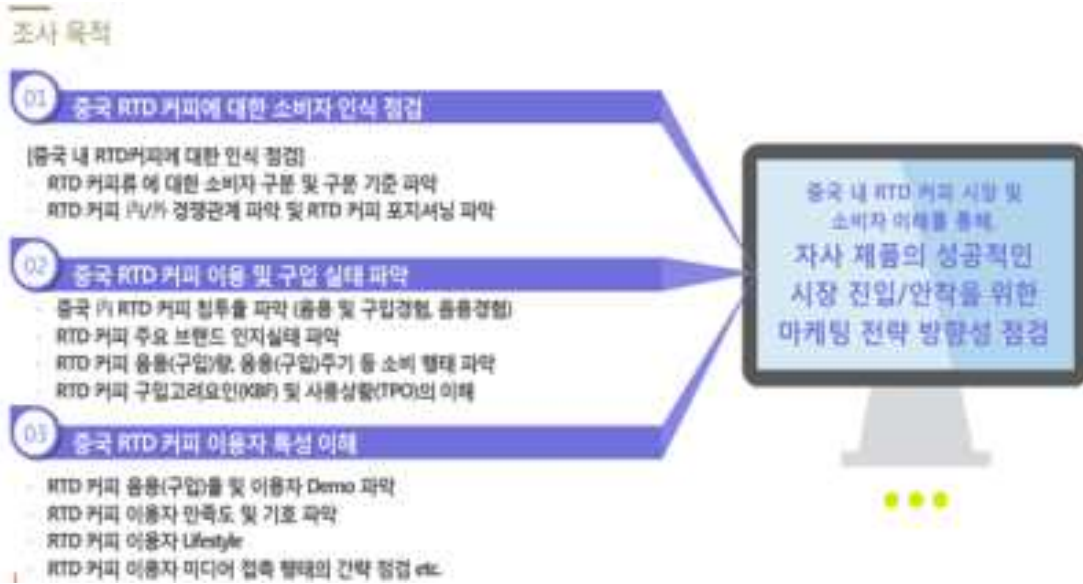 조사 목적
01
중국 RTD 커피에 대한 소비자 인식 점검
[중국 내 RTD커피에 대한 인식 점검]
RTD 커피류 에 대한 소비자 구분 및 구분 기준 파악
RTD 커피 內/外 경쟁관계 파악 및 RTD 커피 포지셔닝 파악
02
중국 RTD 커피 이용 및 구입 실태 파악
중국 內 RTD 커피 침투율 파악 (음용 및 구입경험, 음용경험)
RTD 커피 주요 브랜드 인지실태 파악
RTD 커피 음용(구입)량, 음용(구입)주기 등 소비 행태 파악
RTD 커피 구입고려요인(KBF) 및 사용상황(TPO)의 이해
03
중국 RTD 커피 이용자 특성 이해
RTD 커피 음용(구입)율 및 이용자 Demo 파악
RTD 커피 이용자 만족도 및 기호 파악
RTD 커피 이용자 Lifestyle
RTD 커피 이용자 미디어 접촉 행태의 간략 점검 etc.
중국 내 RTD 커피 시장 및
소비자 이해를 통해,
자사 제품의 성공적인
시장 진입/안착을 위한
마케팅 전략 방향성 점검